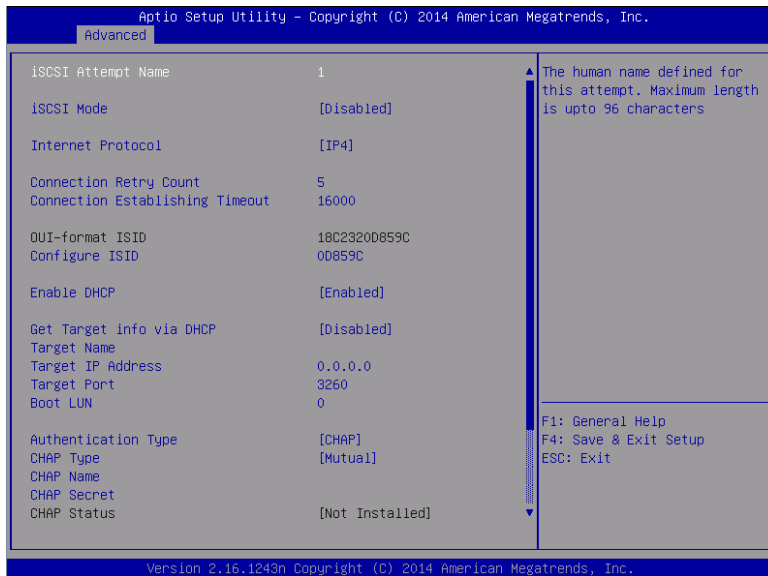 Aptio Setup Utility – Copyright (C) 2014 American Megatrends, Inc.
Advanced
iSCSI Attempt Name 1
iSCSI Mode [Disabled]
Internet Protocol [IP4]
Connection Retry Count 5
Connection Establishing Timeout 16000
OUI-format ISID 18C2320D859C
Configure ISID 0D859C
Enable DHCP [Enabled]
Get Target info via DHCP [Disabled]
Target Name
Target IP Address 0.0.0.0
Target Port 3260
Boot LUN 0
Authentication Type [CHAP]
CHAP Type [Mutual]
CHAP Name
CHAP Secret
CHAP Status [Not Installed]
The human name defined for
this attempt. Maximum length
is upto 96 characters
F1: General Help
F4: Save & Exit Setup
ESC: Exit
Version 2.16.1243n Copyright (C) 2014 American Megatrends, Inc.